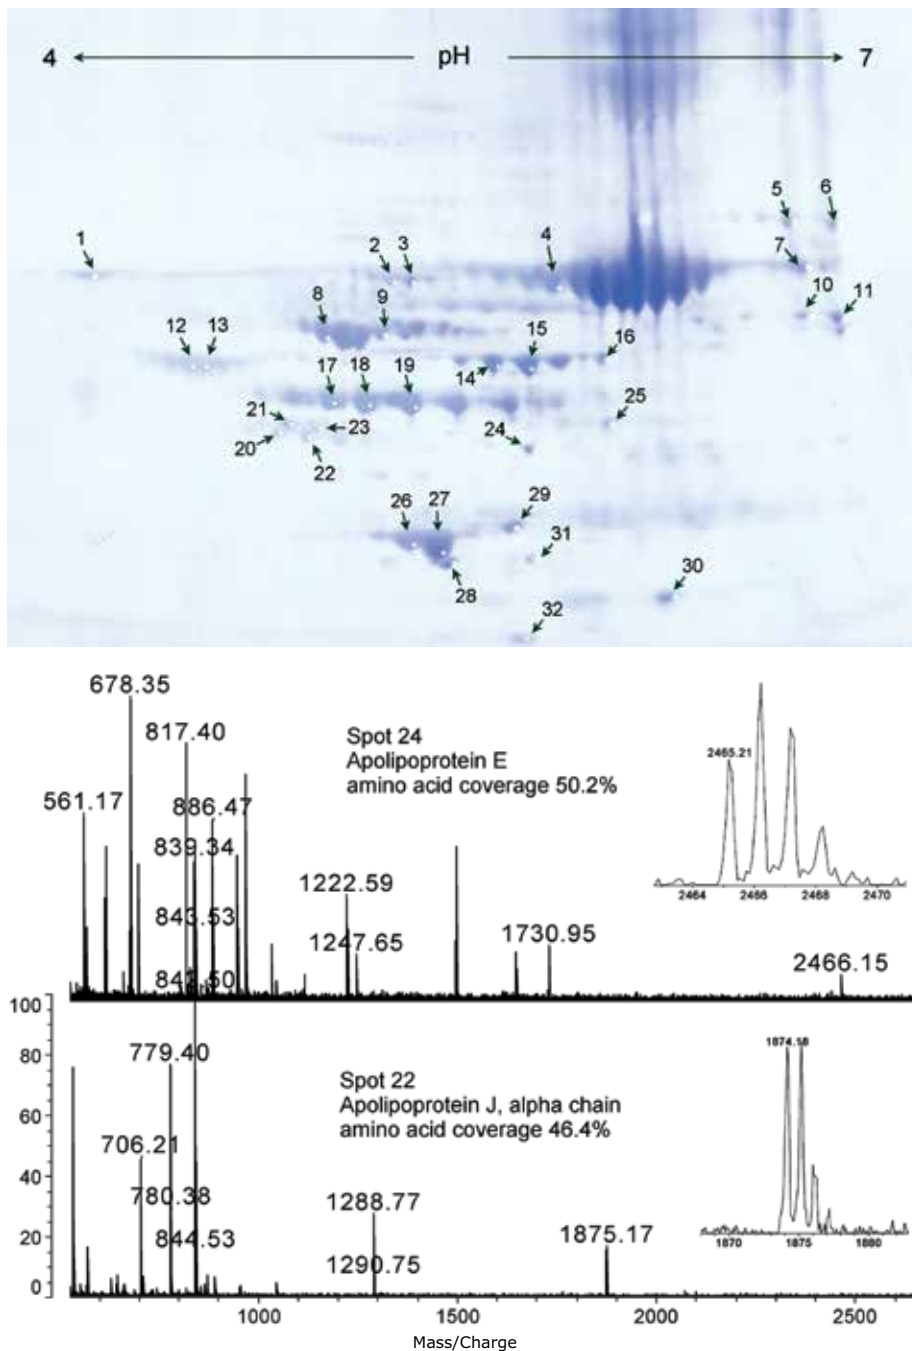 4 pH 7
5 6
1 2 3 4 7
10 11
8 9
12 13 15 16
14
17 18 19
21 23 25
20 24
22
26 27 29
31
28 30
32
678.35
817.40
Spot 24
Apolipoprotein E
amino acid coverage 50.2%
2465.21
561.17
886.47
839.34
1222.59
843.53
1247.65
1730.95
2466.15
841.50
2464 2466 2468 2470
100
80
60
40
20
0
779.40
Spot 22
Apolipoprotein J, alpha chain
amino acid coverage 46.4%
1874.18
706.21
780.38
1288.77
844.53
1875.17
1290.75
1870 1875 1880
1000 1500 2000 2500
Mass/Charge